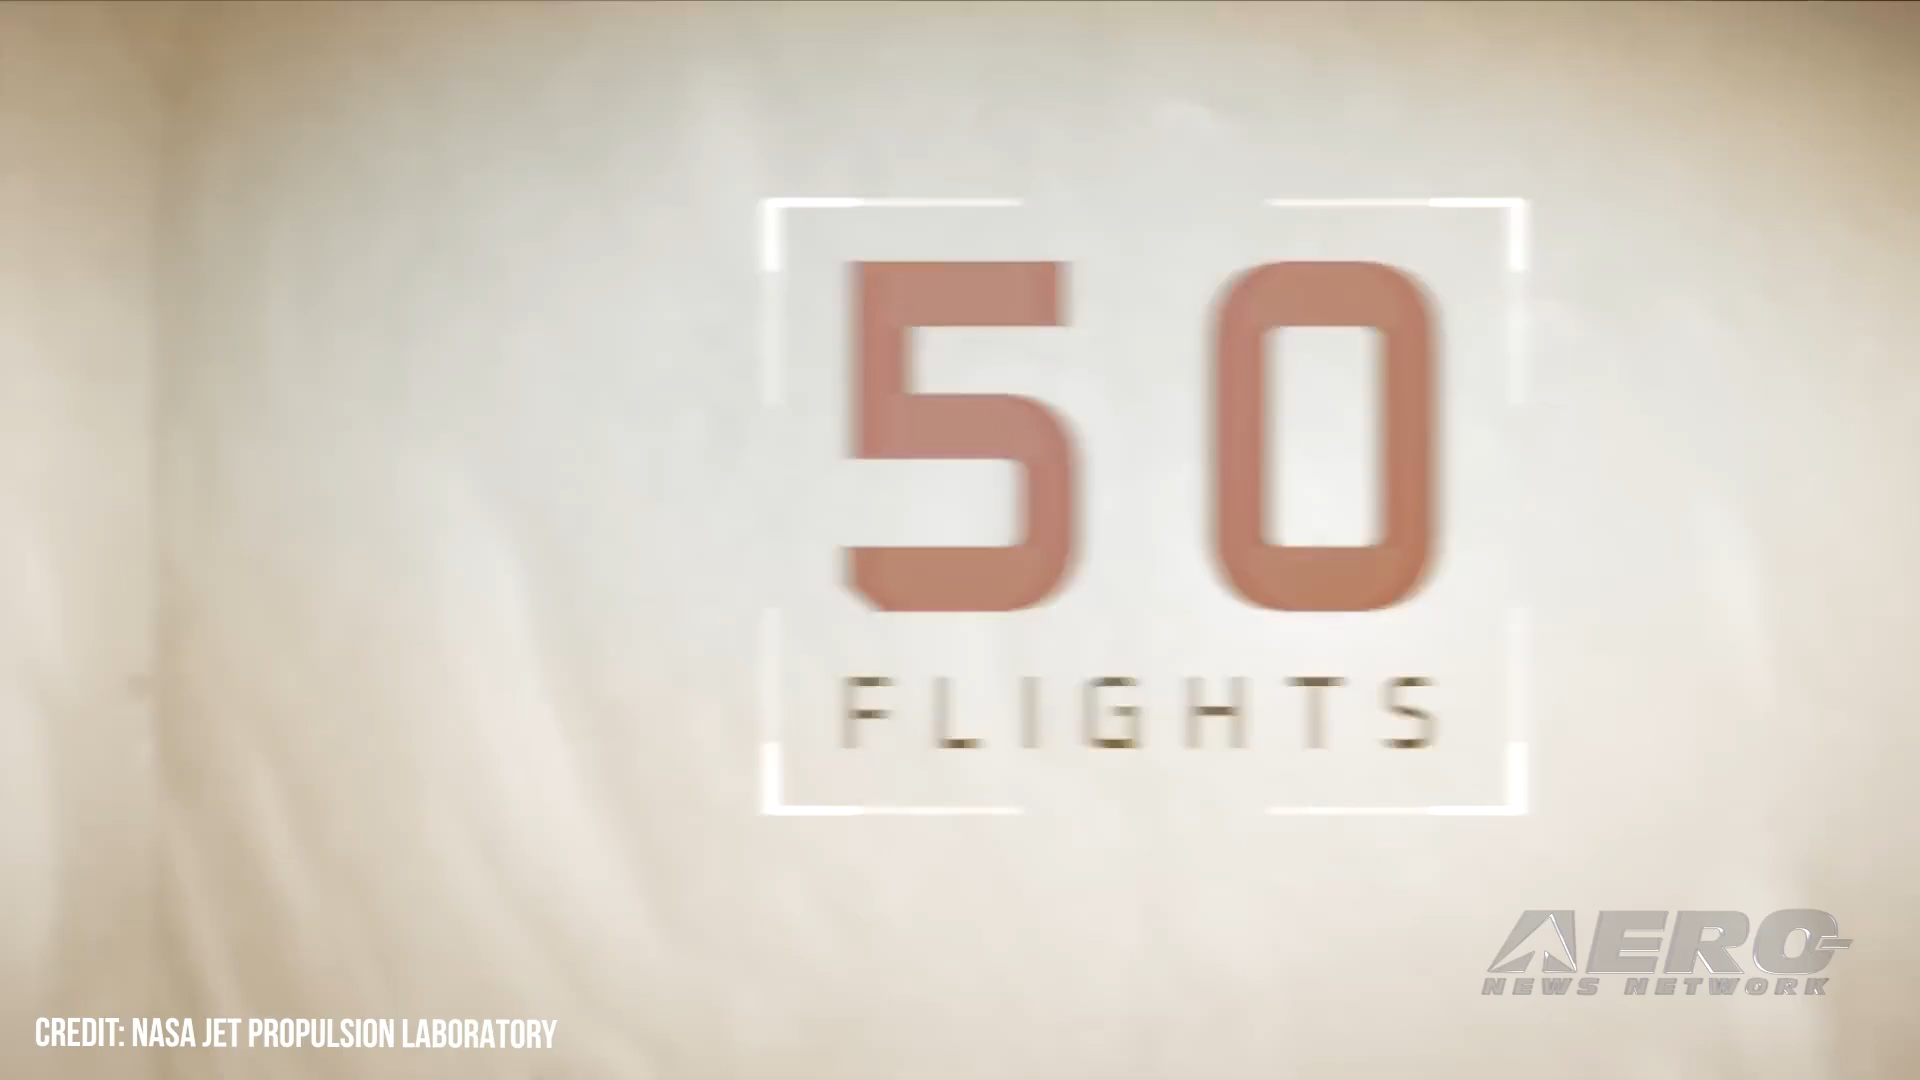 50
FLIGHTS
AERO
NEWS NETWORK
CREDIT: NASA JET PROPULSION LABORATORY